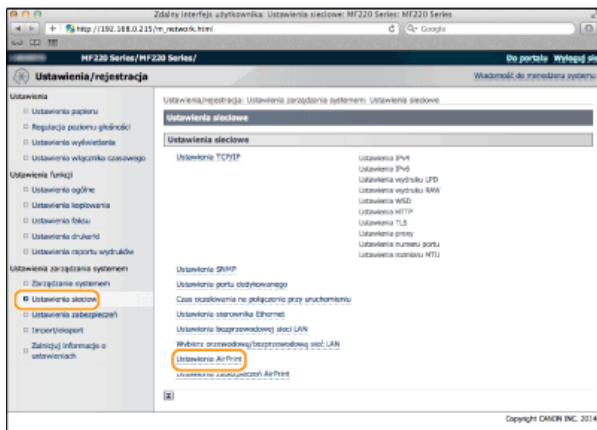 Zdalny interfejs użytkownika: Ustawienia sieciowe: MF220 Series: MF220 Series
http://192.168.0.215/m_network.html
Google
MF220 Series/MF220 Series/
Do portalu Wyloguj się
Ustawienia/rejestracja
Wiadomość do menedżera systemu
Ustawienia
Ustawienia papieru
Regulacja poziomu głośności
Ustawienia wyświetlania
Ustawienia włącznika czasowego
Ustawienia funkcji
Ustawienia ogólne
Ustawienia kopiowania
Ustawienia faksu
Ustawienia drukarki
Ustawienia raportu wydruków
Ustawienia zarządzania systemem
Zarządzanie systemem
Ustawienia sieciow
Ustawienia zabezpieczeń
Import/eksport
Zainicjuj informacje o
ustawieniach
Ustawienia/rejestracja: Ustawienia zarządzania systemem: Ustawienia sieciowe
Ustawienia sieciowe
Ustawienia sieciowe
Ustawienia TCP/IP
Ustawienia IPv4
Ustawienia IPv6
Ustawienia wydruku LPD
Ustawienia wydruku RAW
Ustawienia WSD
Ustawienia HTTP
Ustawienia TLS
Ustawienia proxy
Ustawienia numeru portu
Ustawienia rozmiaru MTU
Ustawienia SNMP
Ustawienia portu dedykowanego
Czas oczekiwania na połączenie przy uruchomieniu
Ustawienia sterownika Ethernet
Ustawienia bezprzewodowej sieci LAN
Wybierz przewodową/bezprzewodową sieć LAN
Ustawienia AirPrint
Ustawienia zabezpieczeń AirPrint
Copyright CANON INC. 2014